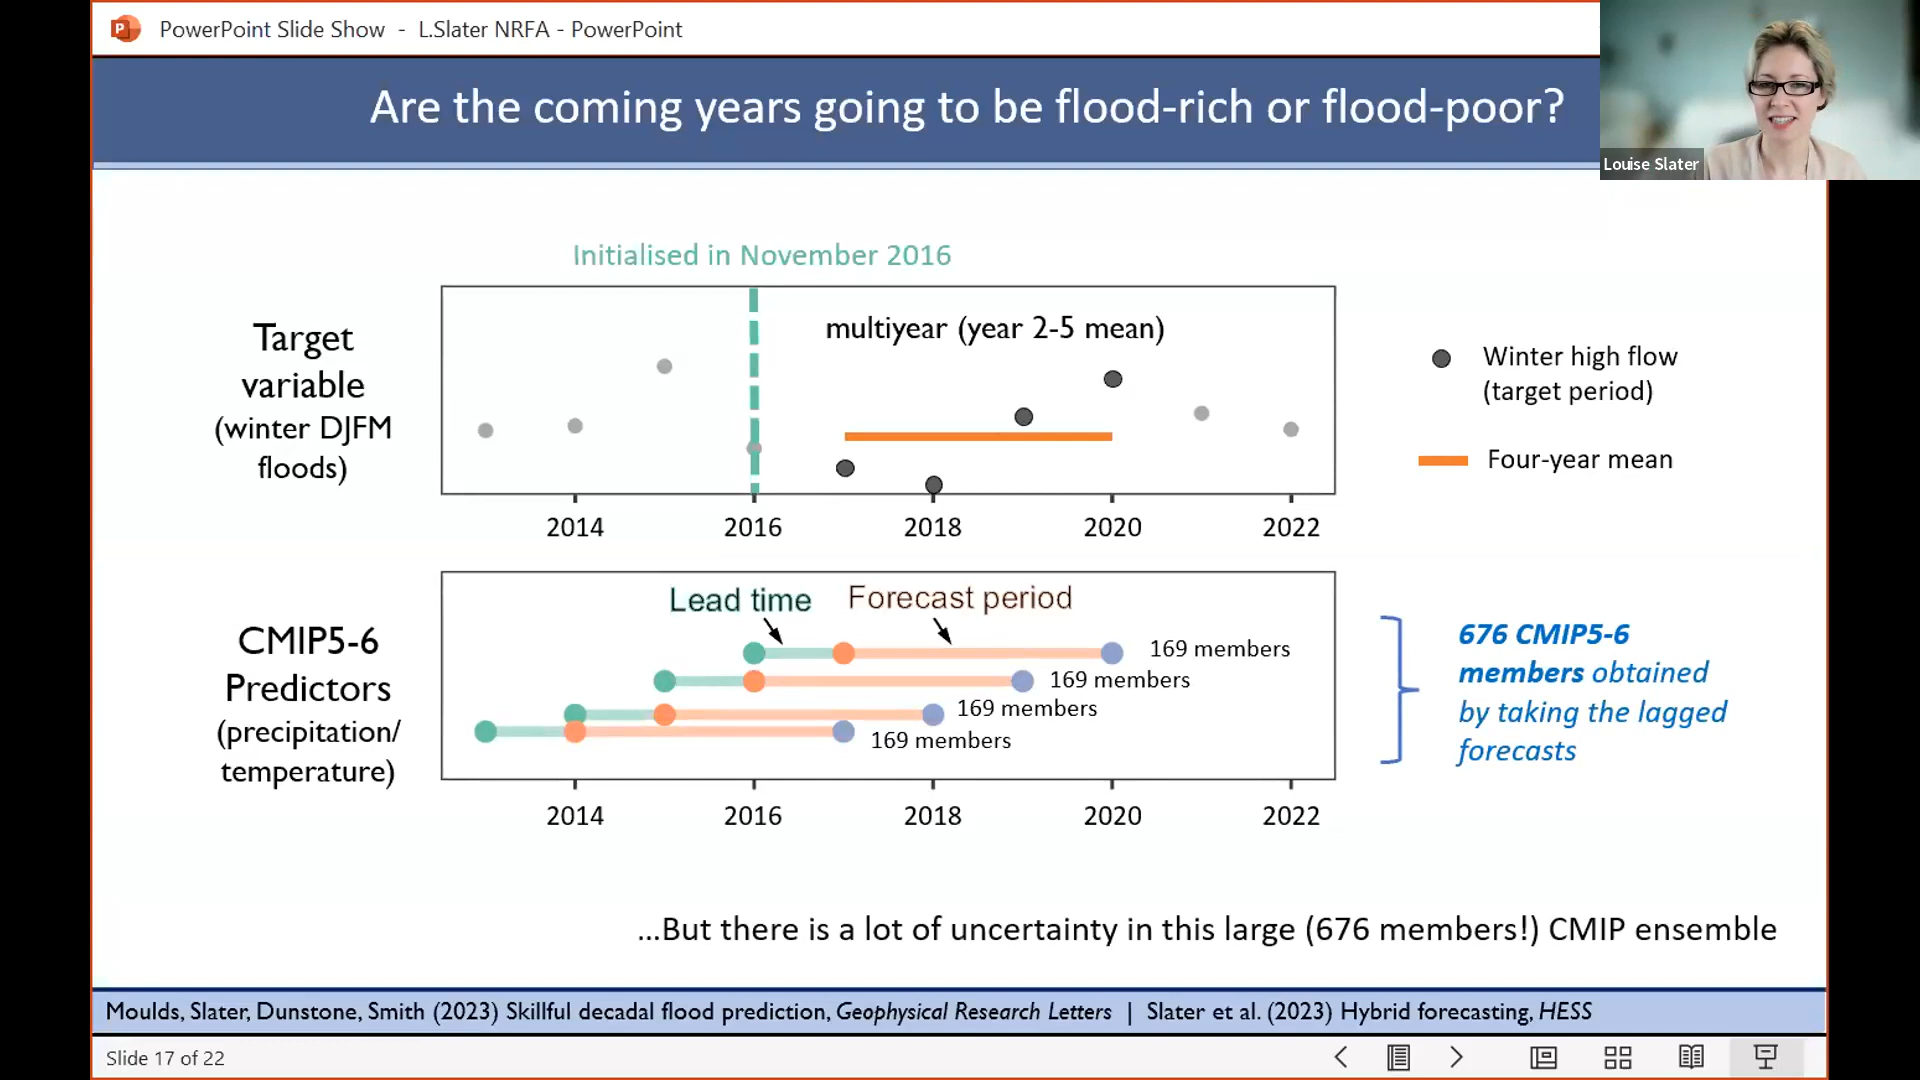 PowerPoint Slide Show - L.Slater NRFA - PowerPoint
Are the coming years going to be flood-rich or flood-poor?
Louise Slater
Initialised in November 2016
Target
variable
(winter DJFM
floods)
multiyear (year 2-5 mean)
2014 2016 2018 2020 2022
Winter high flow
(target period)
Four-year mean
CMIP5-6
Predictors
(precipitation/
temperature)
Lead time Forecast period
169 members
169 members
169 members
169 members
2014 2016 2018 2020 2022
676 CMIP5-6
members obtained
by taking the lagged
forecasts
...But there is a lot of uncertainty in this large (676 members!) CMIP ensemble
Moulds, Slater, Dunstone, Smith (2023) Skillful decadal flood prediction, Geophysical Research Letters | Slater et al. (2023) Hybrid forecasting, HESS
Slide 17 of 22